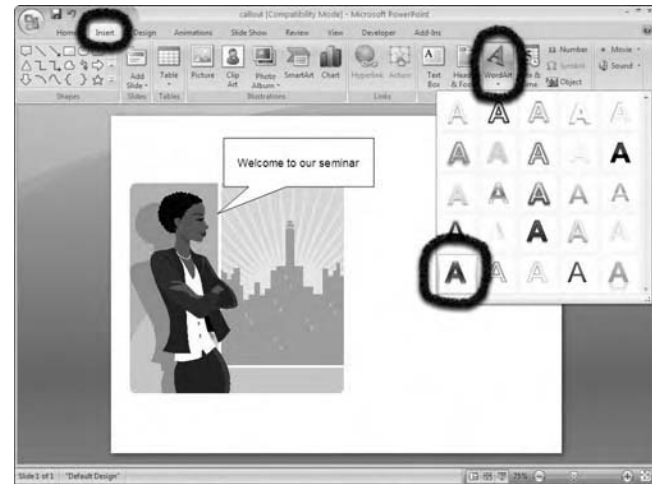 callout [Compatibility Mode] - Microsoft PowerPoint
Home Insert Design Animations Slide Show Review View Developer Add-Ins
Add Slide Table Picture Clip Art Photo Album SmartArt Chart Hyperlink Action Text Box WordArt Number Symbol Object Movie Sound
Shapes Slides Tables Illustrations Links
Welcome to our seminar
A A A A A
A A A A A
A A A A A
A A A A A
A A A A A
Slide 1 of 1 "Default Design" 75%